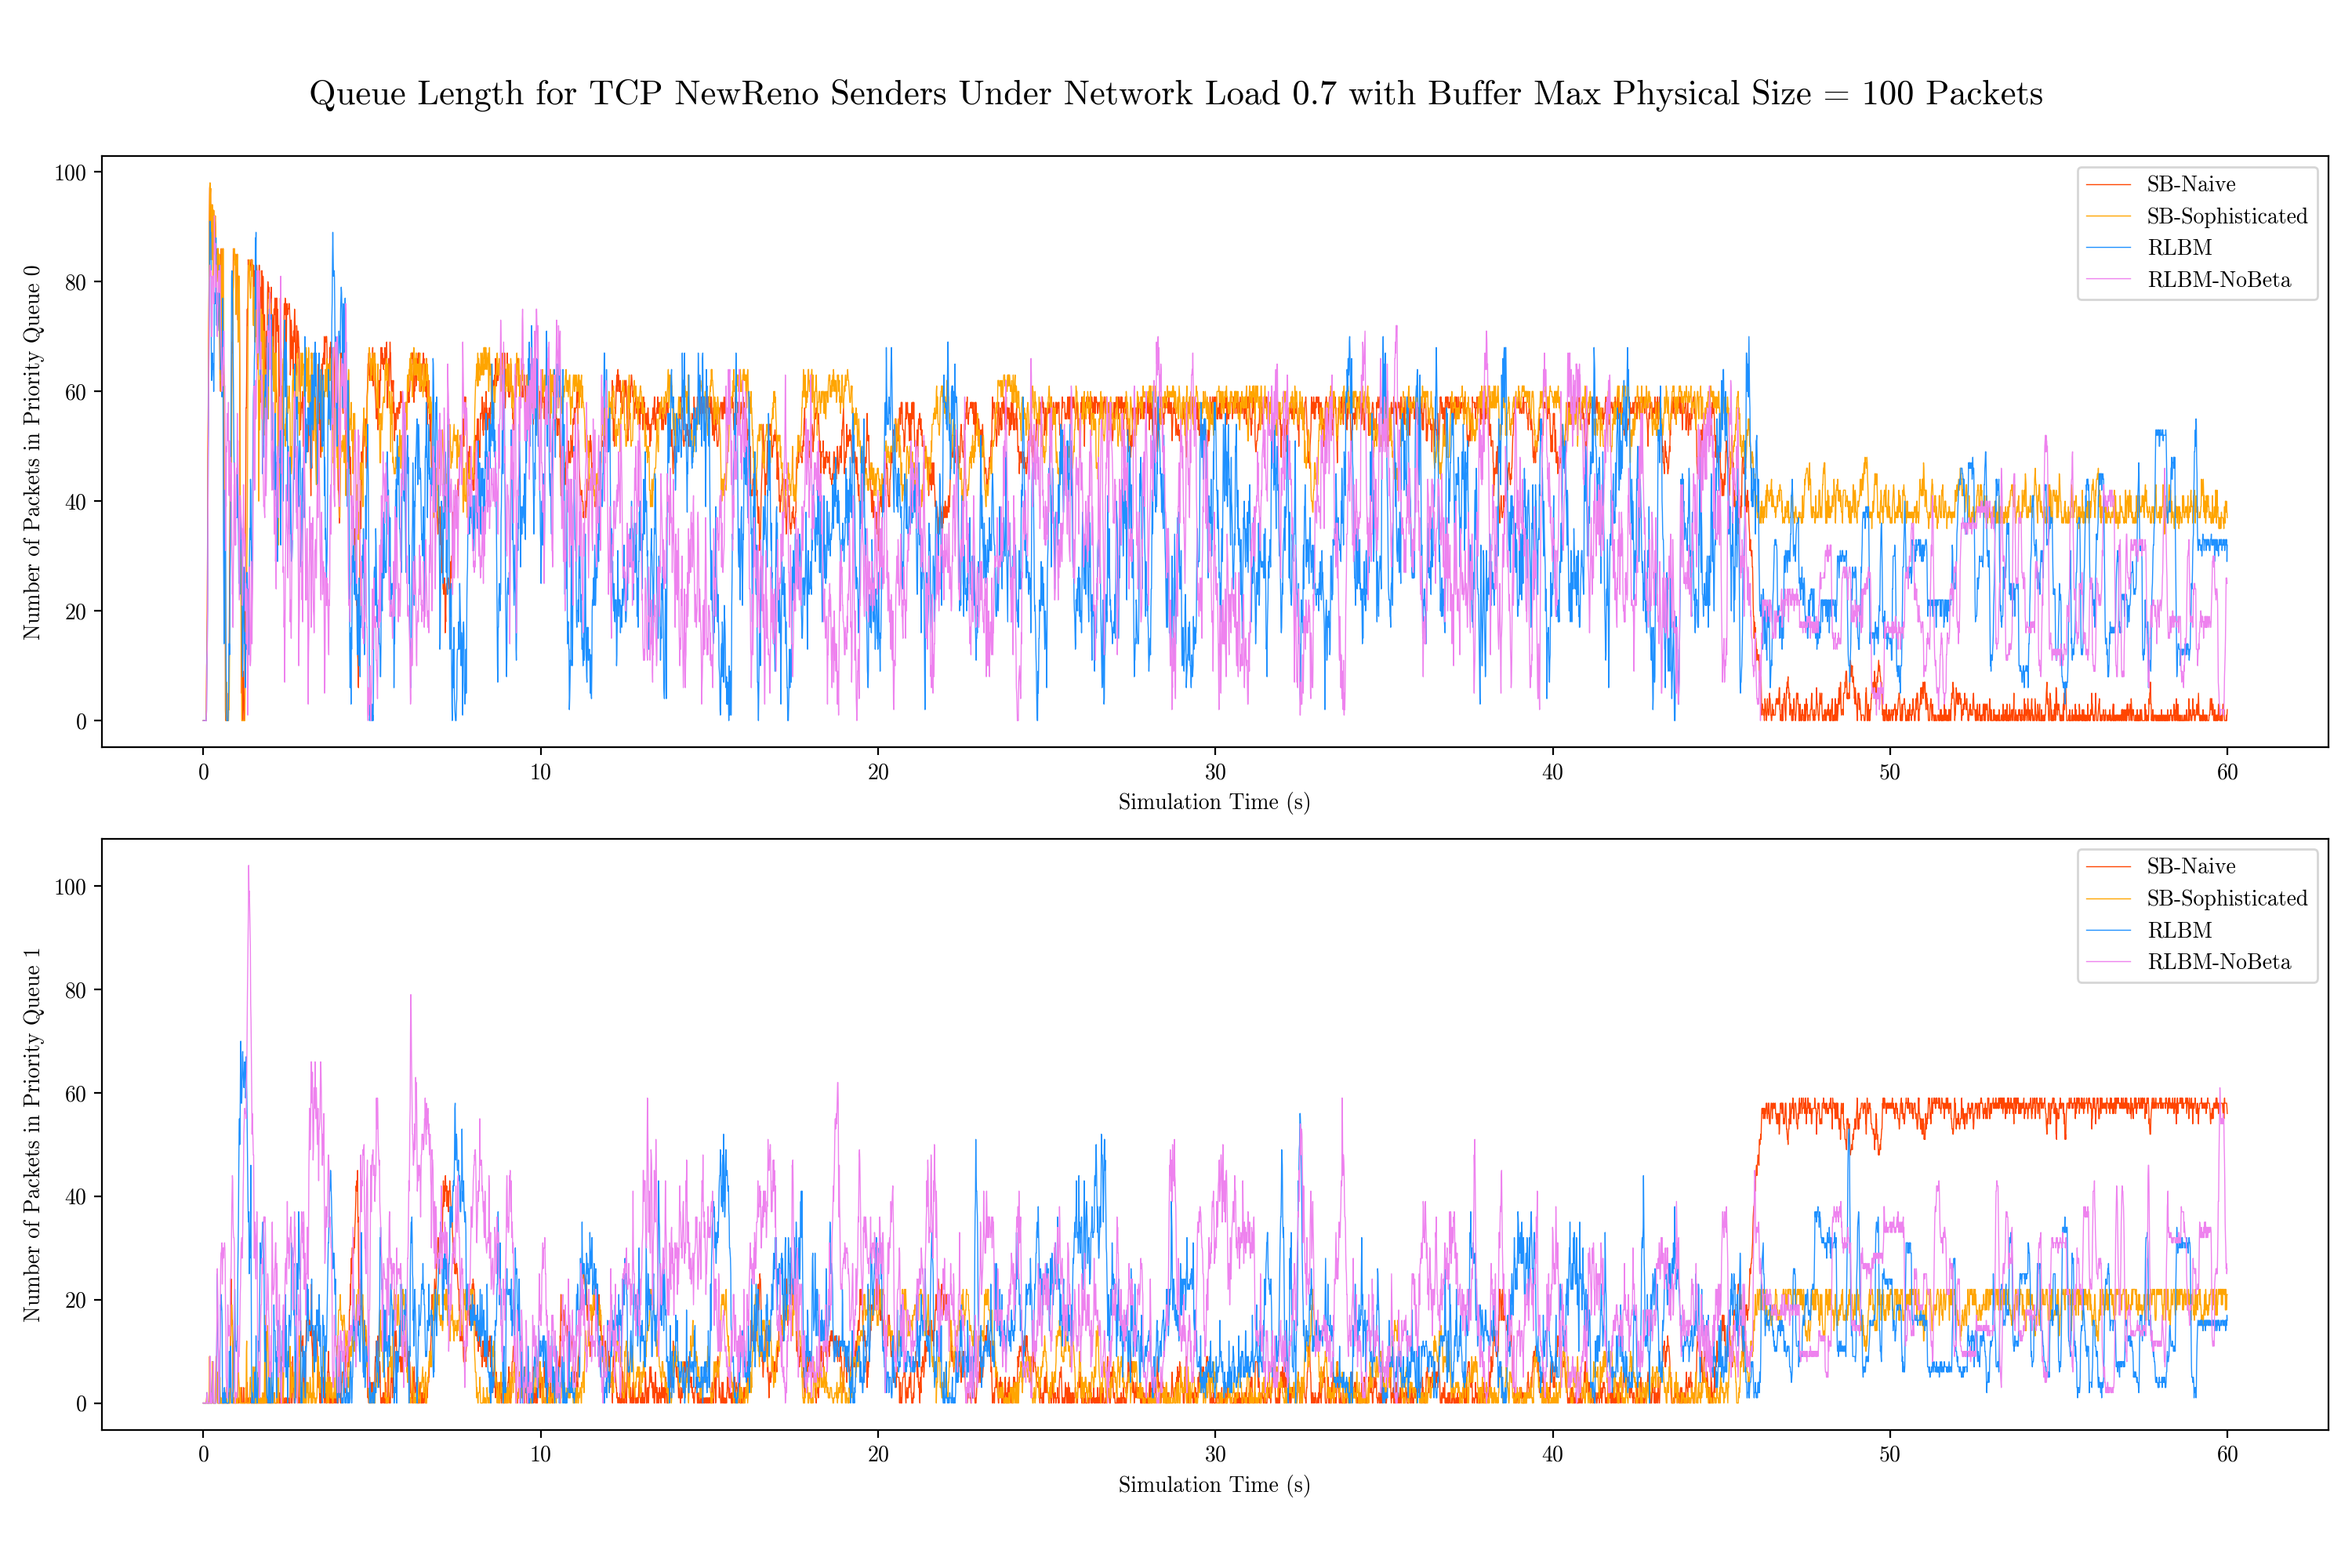 Queue Length for TCP NewReno Senders Under Network Load 0.7 with Buffer Max Physical Size = 100 Packets
Number of Packets in Priority Queue 0
100
80
60
40
20
0
SB-Naive
SB-Sophisticated
RLBM
RLBM-NoBeta
0 10 20 30 40 50 60
Simulation Time (s)
Number of Packets in Priority Queue 1
100
80
60
40
20
0
SB-Naive
SB-Sophisticated
RLBM
RLBM-NoBeta
0 10 20 30 40 50 60
Simulation Time (s)